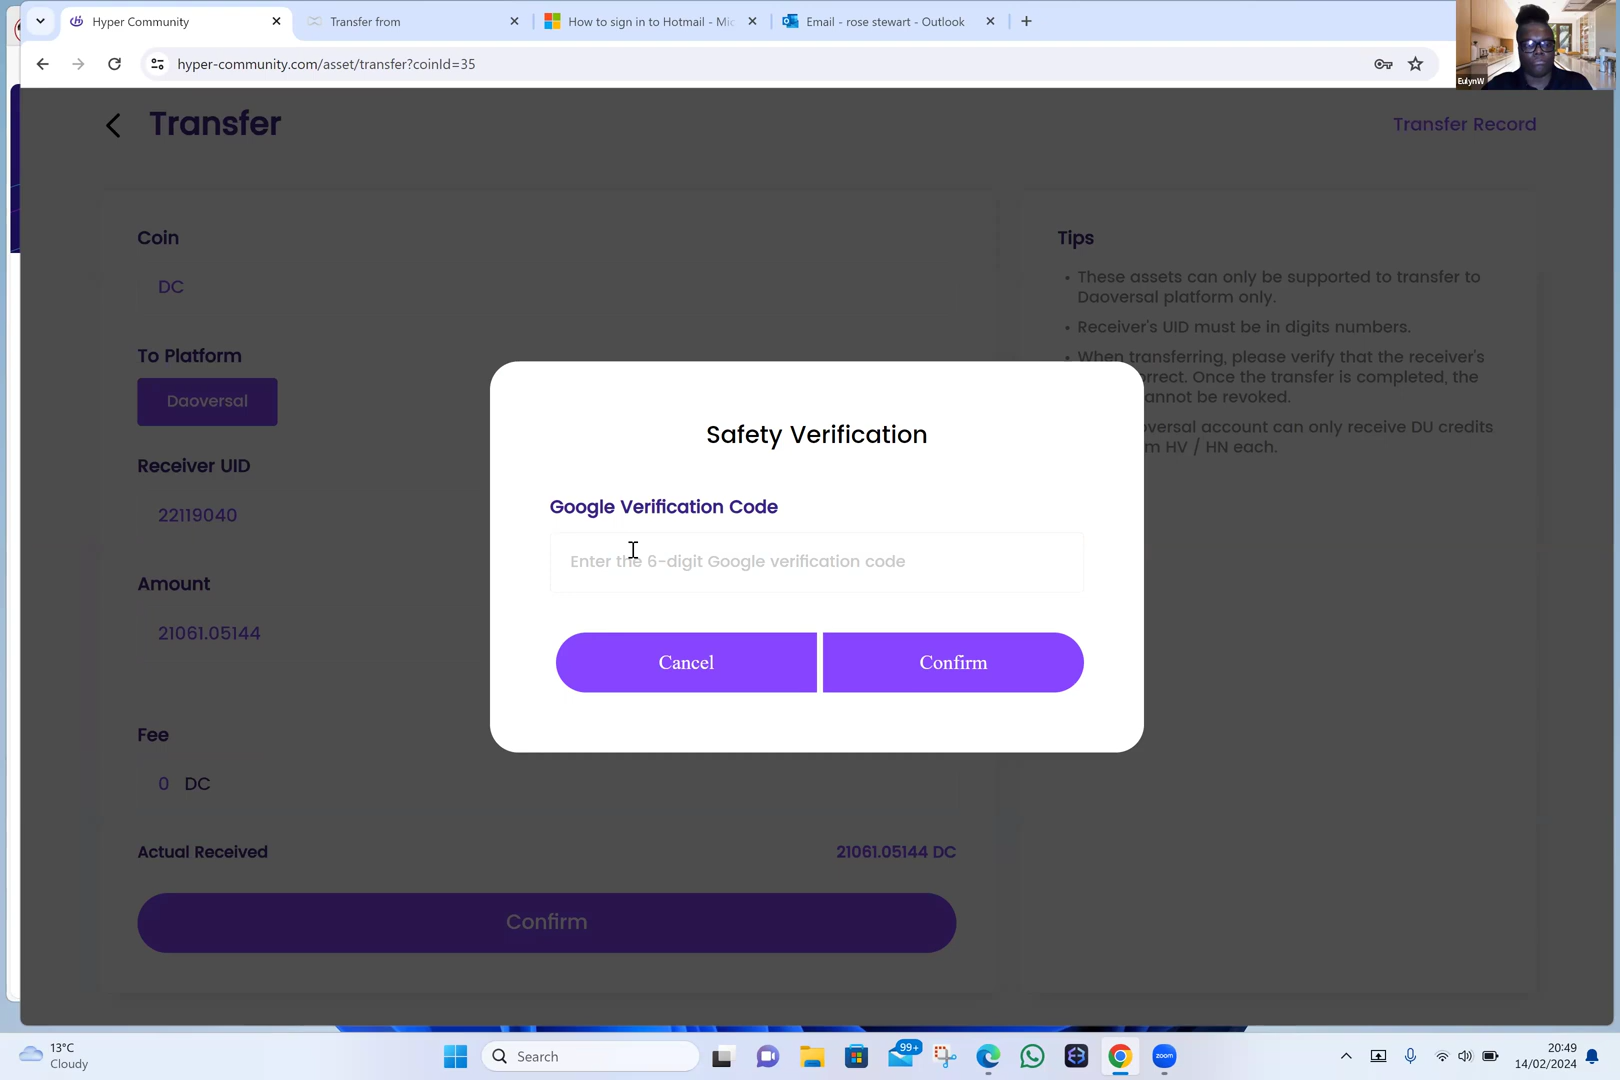 Hyper Community
Transfer from
How to sign in to Hotmail - Mic
Email - rose stewart - Outlook
hyper-community.com/asset/transfer?coinId=35
EulynW
Transfer
Transfer Record
Coin
DC
To Platform
Daoversal
Receiver UID
22119040
Amount
21061.05144
Fee
0 DC
Actual Received
21061.05144 DC
Confirm
Tips
• These assets can only be supported to transfer to
Daoversal platform only.
• Receiver's UID must be in digits numbers.
• When transferring, please verify that the receiver's
rrect. Once the transfer is completed, the
annot be revoked.
versal account can only receive DU credits
m HV / HN each.
Safety Verification
Google Verification Code
Enter the 6-digit Google verification code
Cancel
Confirm
13°C
Cloudy
Search
99+
zoom
20:49
14/02/2024